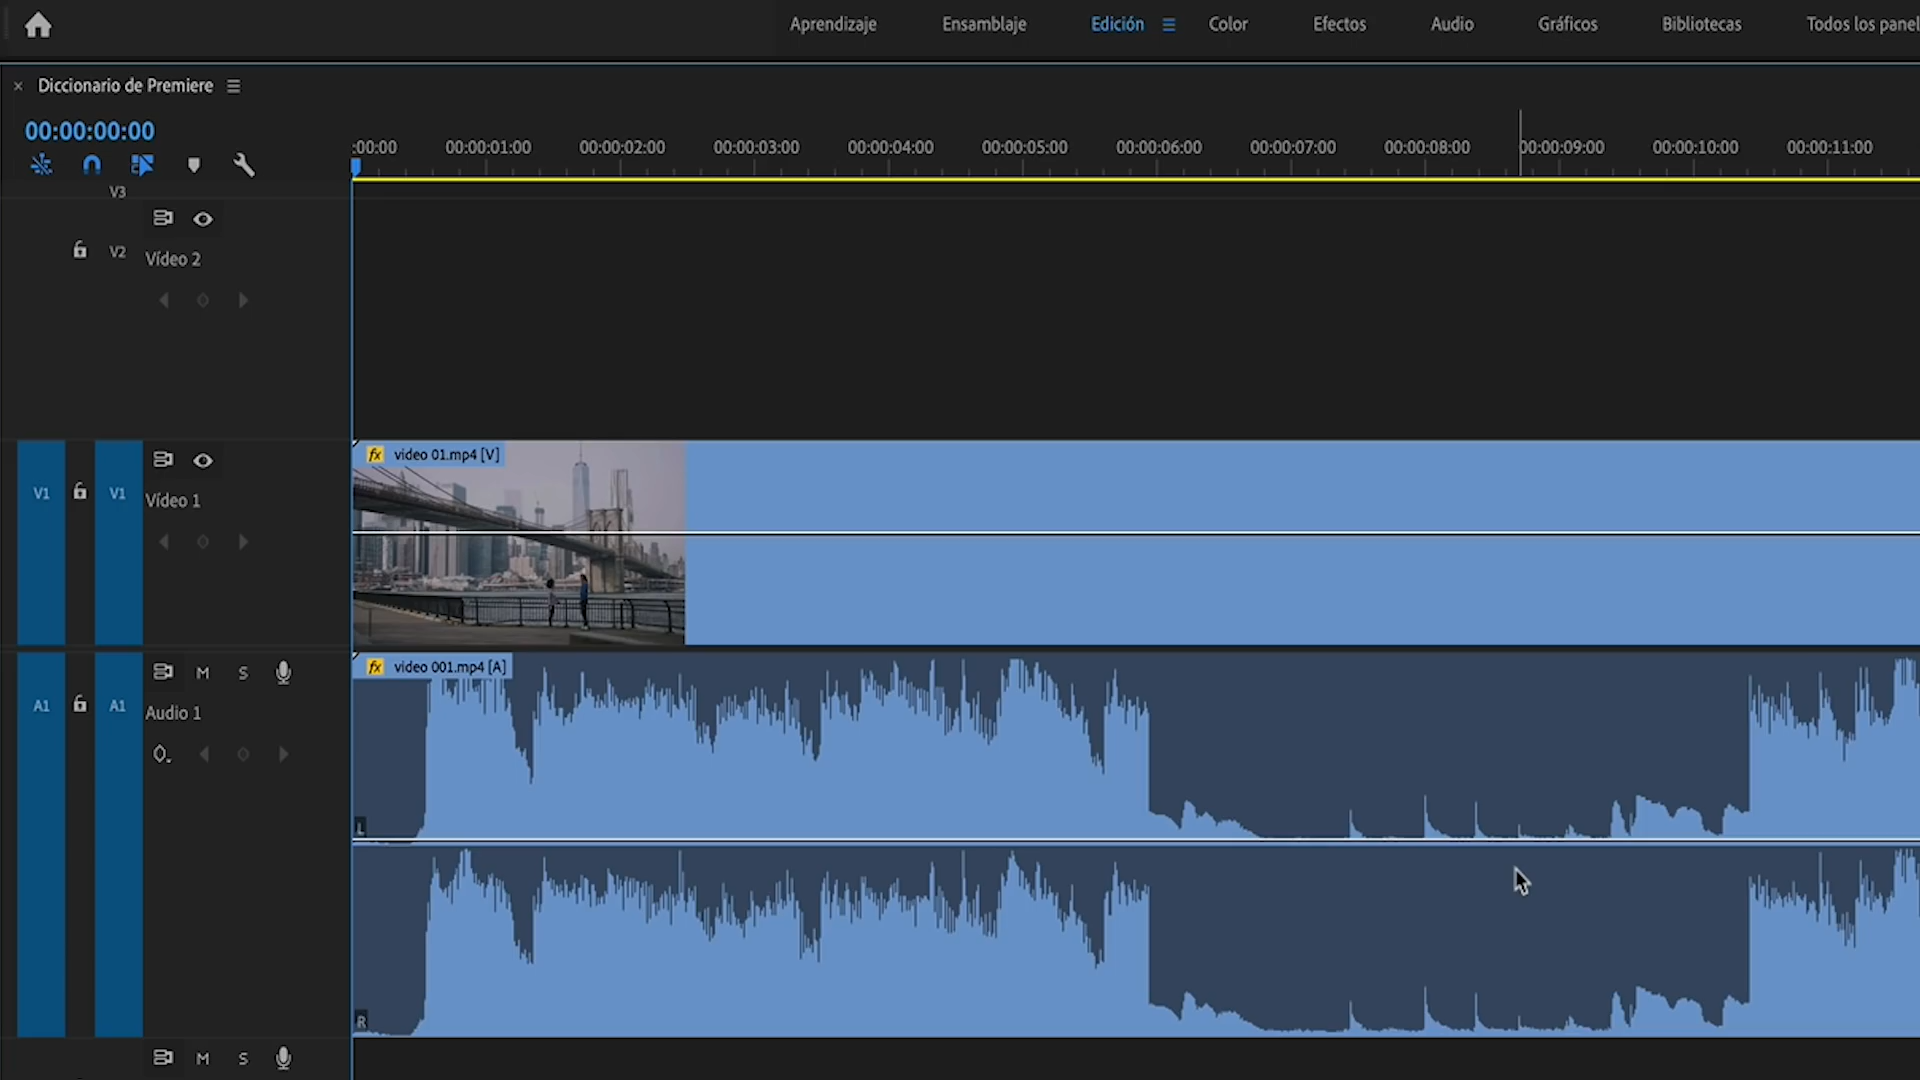 Aprendizaje Ensamblaje Edición Color Efectos Audio Gráficos Bibliotecas Todos los panel
Diccionario de Premiere
00:00:00:00
:00:00 00:00:01:00 00:00:02:00 00:00:03:00 00:00:04:00 00:00:05:00 00:00:06:00 00:00:07:00 00:00:08:00 00:00:09:00 00:00:10:00 00:00:11:00
V3
V2 Vídeo 2
fx video 01.mp4 [V]
V1 V1 Vídeo 1
fx video 001.mp4 [A]
M S
A1 A1 Audio 1
L
R
M S